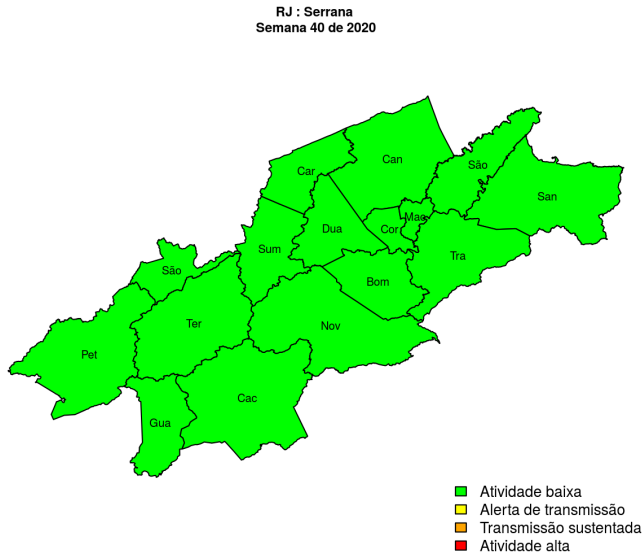 RJ : Serrana
Semana 40 de 2020
Can
São
Car
San
Mac
Dua
Cor
Sum
Tra
São
Bom
Ter
Nov
Pet
Cac
Gua
Atividade baixa
Alerta de transmissão
Transmissão sustentada
Atividade alta